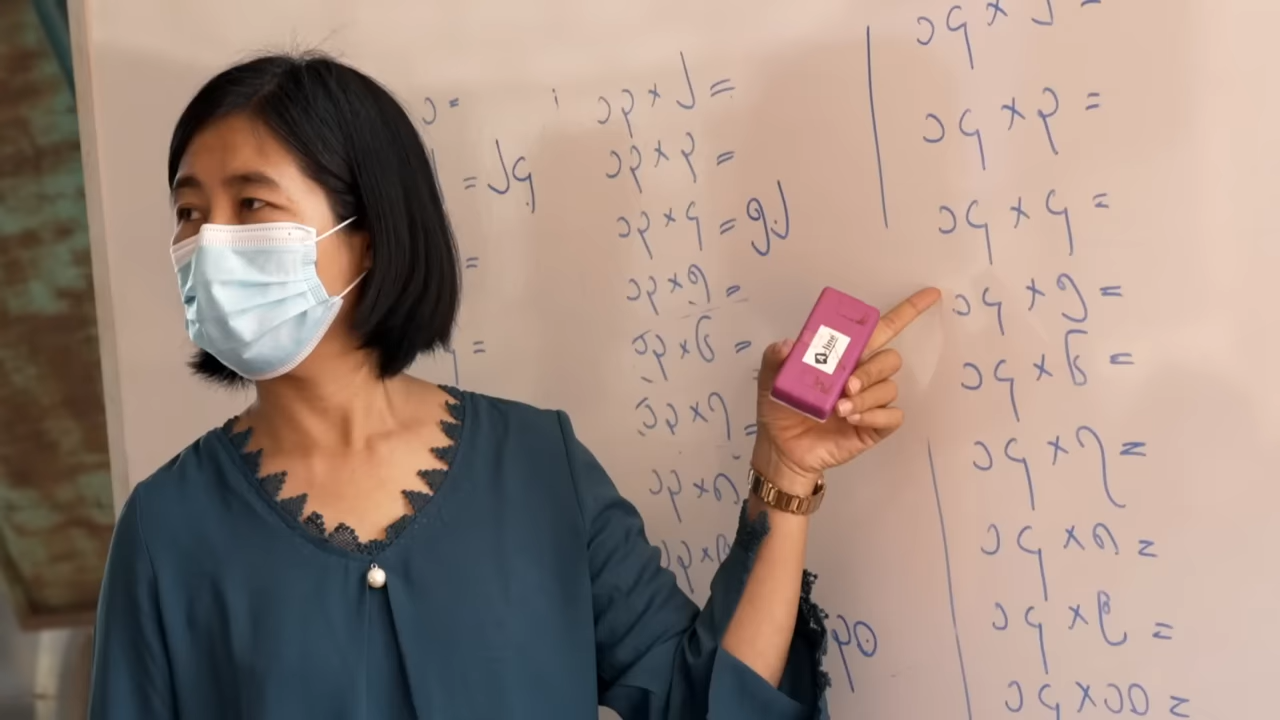 = ၂၄
=
=
၁၃ × ၂ =
၁၃ × ၃ =
၁၃ × ၄ = ၅၂
၁၃ × ၅ =
၁၃ × ၆ =
၁၃ × ၇ =
၁၃ × ၈
၁၃ × ၉
၃၀
၁၄ × ၂ =
၁၄ × ၃ =
၁၄ × ၄ =
၁၄ × ၅ =
၁၄ × ၆ =
၁၄ × ၇ =
၁၄ × ၈ =
၁၄ × ၉ =
၁၄ × ၁၀ =
A-line